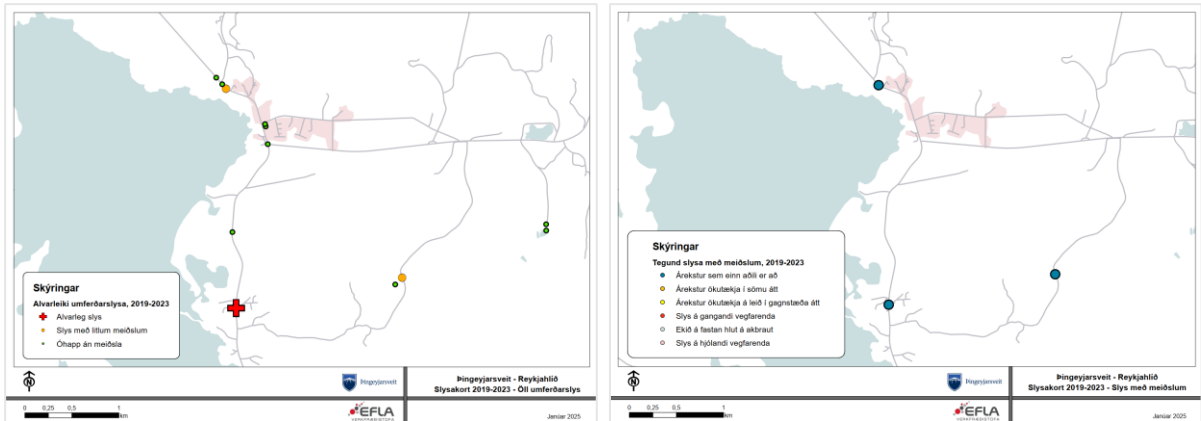 Skýringar
Alvarleiki umferðarslysa, 2019-2023
Alvarleg slys
Slys með litlum meiðslum
Óhapp án meiðsla
N
Þingeyjarsveit
Þingeyjarsveit - Reykjahlíð
Slysakort 2019-2023 - Öll umferðarslys
0 0,25 0,5 1
km
EFLA
VERKFRÆÐISTOFA
Janúar 2025
Skýringar
Tegund slysa með meiðslum, 2019-2023
Árekstur sem einn aðili er að
Árekstur ökutækja í sömu átt
Árekstur ökutækja á leið í gagnstæða átt
Slys á gangandi vegfarenda
Ekið á fastan hlut á akbraut
Slys á hjólandi vegfarenda
N
Þingeyjarsveit
Þingeyjarsveit - Reykjahlíð
Slysakort 2019-2023 - Slys með meiðslum
0 0,25 0,5 1
km
EFLA
VERKFRÆÐISTOFA
Janúar 2025